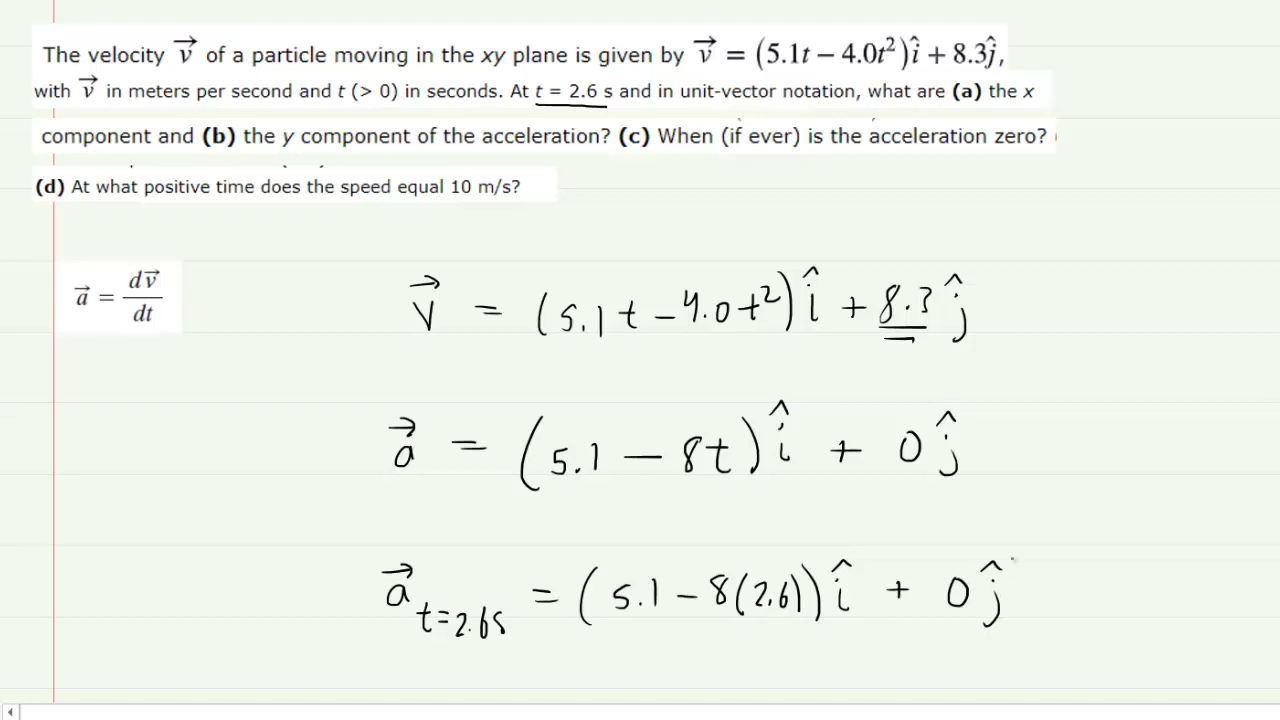 The velocity v⃗ of a particle moving in the xy plane is given by v⃗ = (5.1t − 4.0t²)î + 8.3ĵ,
with v⃗ in meters per second and t (> 0) in seconds. At t = 2.6 s and in unit-vector notation, what are (a) the x
component and (b) the y component of the acceleration? (c) When (if ever) is the acceleration zero?
(d) At what positive time does the speed equal 10 m/s?
a⃗ = dv⃗/dt
v⃗ = (5.1t − 4.0t²)î + 8.3ĵ
a⃗ = (5.1 − 8t)î + 0ĵ
a⃗ t=2.6s = (5.1 − 8(2.6))î + 0ĵ